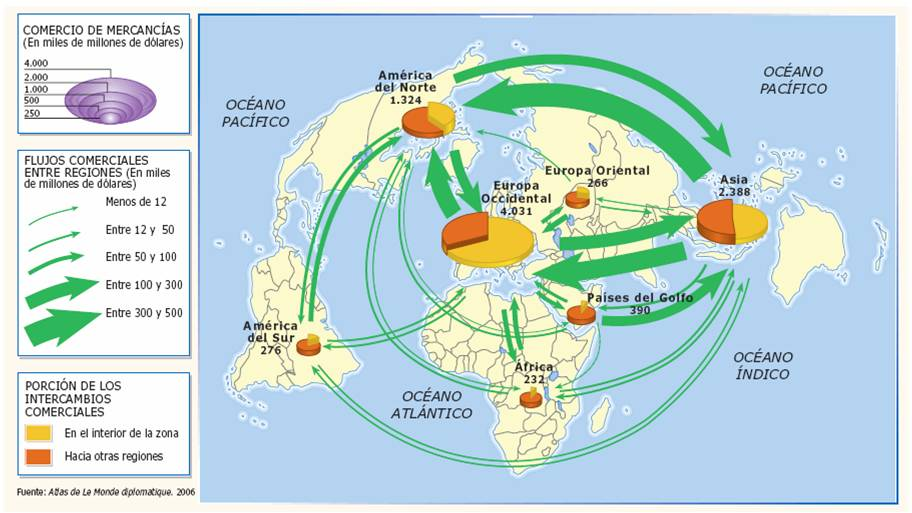 COMERCIO DE MERCANCÍAS
(En miles de millones de dólares)
4.000
2.000
1.000
500
250
FLUJOS COMERCIALES
ENTRE REGIONES (En miles
de millones de dólares)
Menos de 12
Entre 12 y 50
Entre 50 y 100
Entre 100 y 300
Entre 300 y 500
PORCIÓN DE LOS
INTERCAMBIOS
COMERCIALES
En el interior de la zona
Hacia otras regiones
Fuente: Atlas de Le Monde diplomatique. 2006
OCÉANO
PACÍFICO
América
del Norte
1.324
OCÉANO
PACÍFICO
Europa Oriental
266
Europa
Occidental
4.031
Asia
2.388
Países del Golfo
390
América
del Sur
276
África
232
OCÉANO
ATLÁNTICO
OCÉANO
ÍNDICO